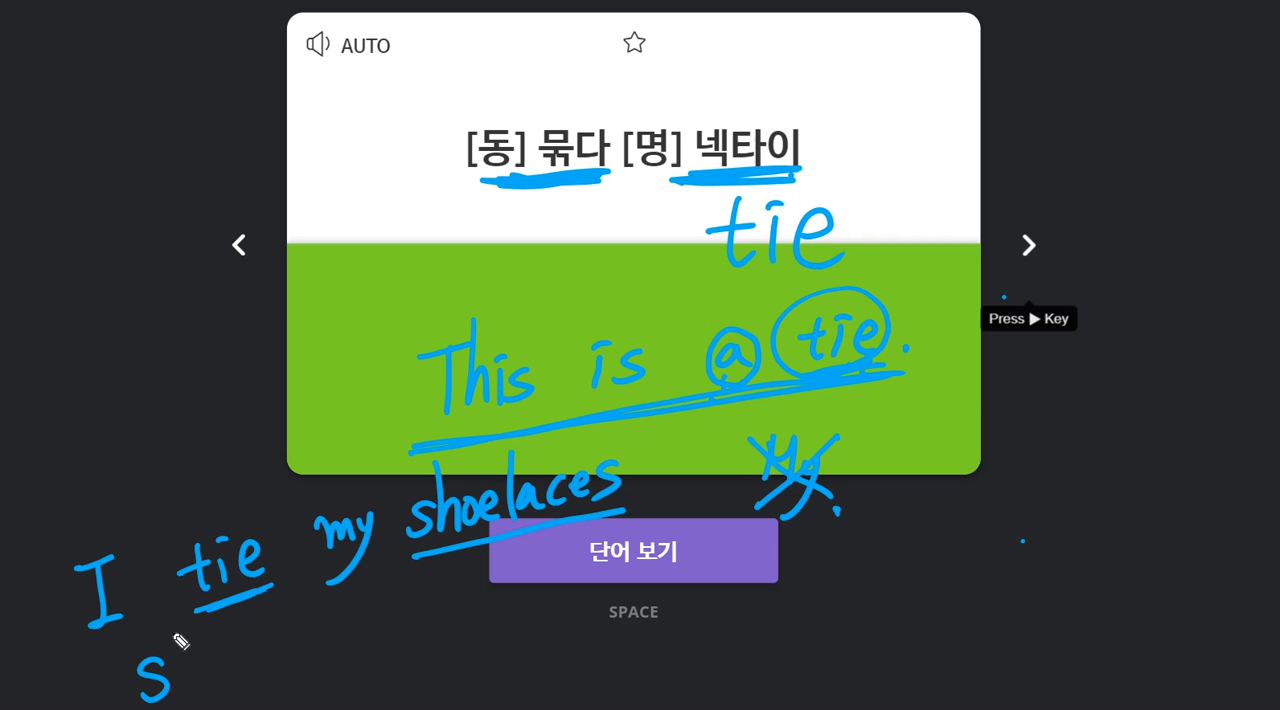 AUTO
[동] 묶다 [명] 넥타이
tie
This is a tie.
Press ▶ Key
I tie my shoelaces
단어 보기
SPACE
S